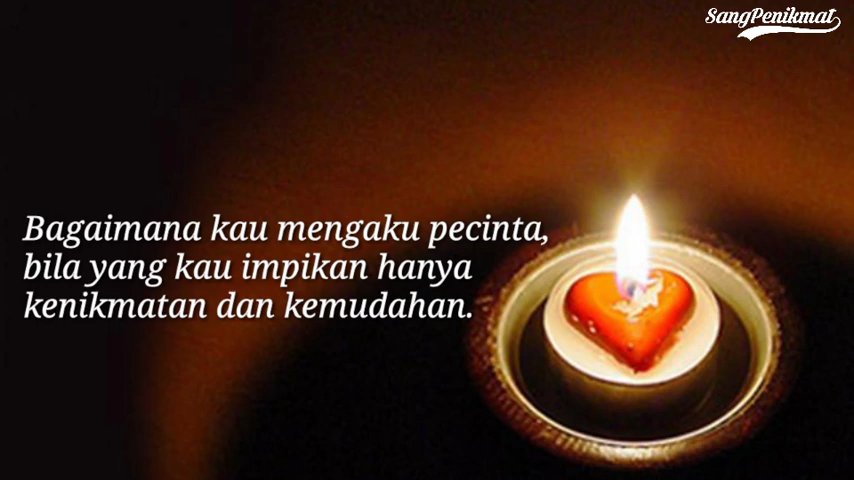 SangPenikmat
Bagaimana kau mengaku pecinta,
bila yang kau impikan hanya
kenikmatan dan kemudahan.